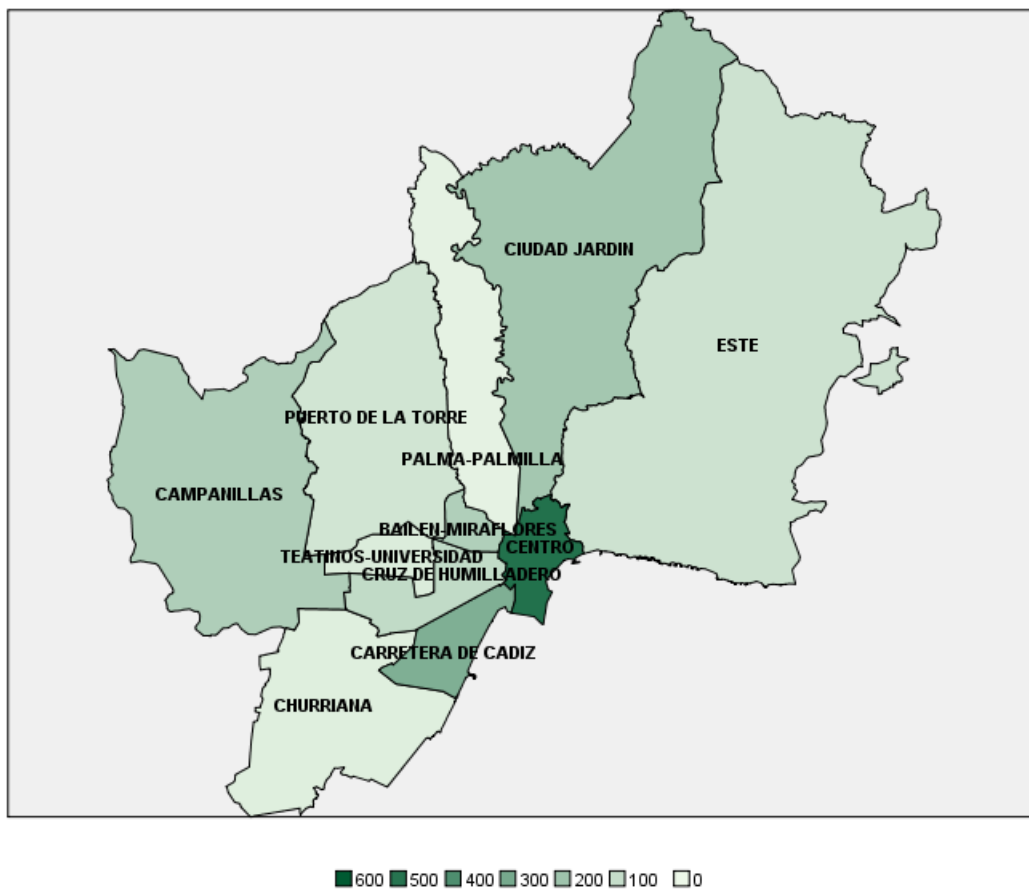 CIUDAD JARDIN
ESTE
PUERTO DE LA TORRE
PALMA-PALMILLA
CAMPANILLAS
BAILEN-MIRAFLORES
CENTRO
TEATINOS-UNIVERSIDAD
CRUZ DE HUMILLADERO
CARRETERA DE CADIZ
CHURRIANA
600 500 400 300 200 100 0